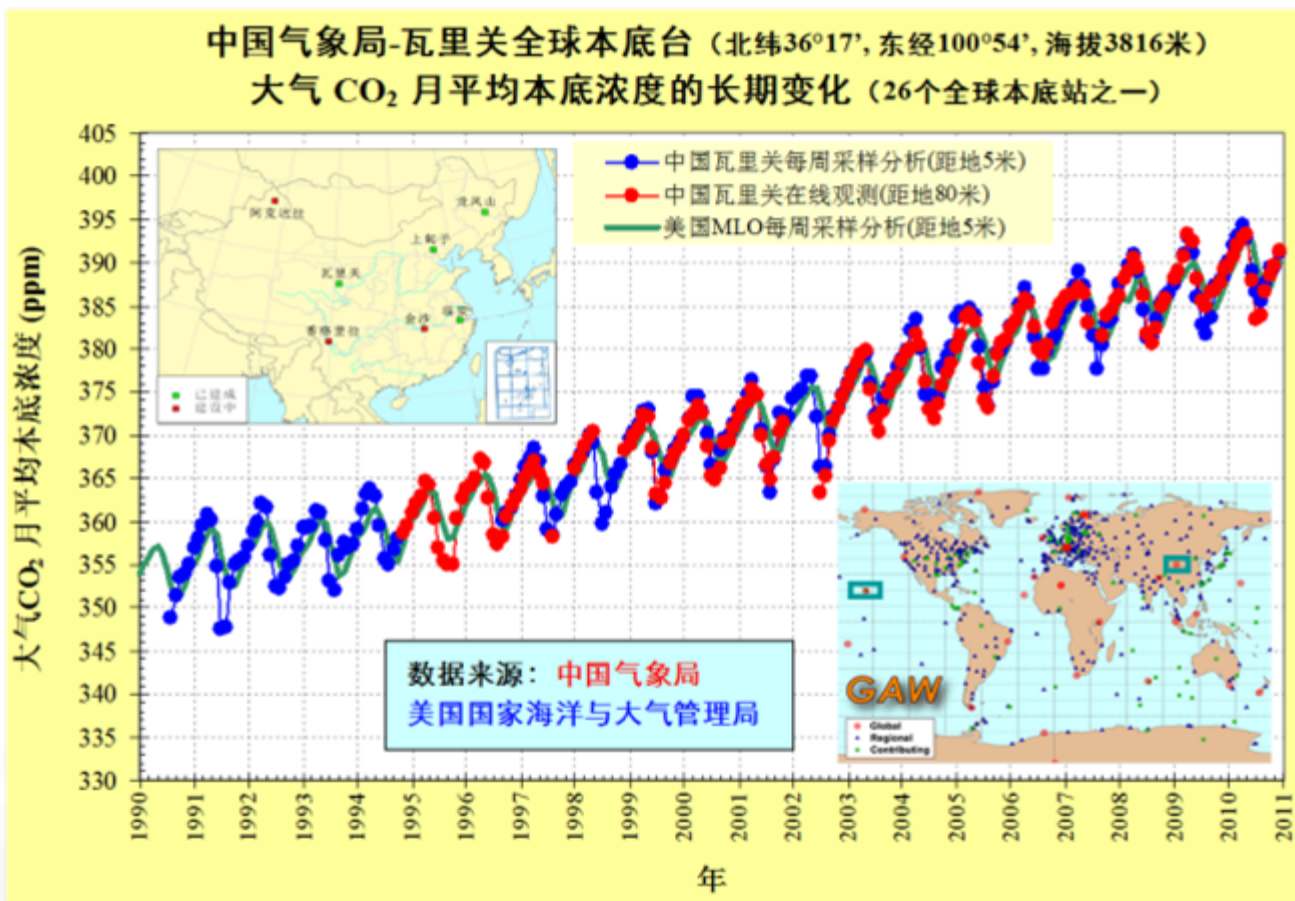 中国气象局-瓦里关全球本底台（北纬36°17’, 东经100°54’, 海拔3816米）
大气 CO₂ 月平均本底浓度的长期变化（26个全球本底站之一）
大气CO₂ 月平均本底浓度 (ppm)
405
400
395
390
385
380
375
370
365
360
355
350
345
340
335
330
中国瓦里关每周采样分析(距地5米)
中国瓦里关在线观测(距地80米)
美国MLO每周采样分析(距地5米)
阿克达拉
龙凤山
上甸子
瓦里关
金沙
临安
香格里拉
已建成
建设中
数据来源：中国气象局
美国国家海洋与大气管理局
GAW
Global
Regional
Contributing
1990
1991
1992
1993
1994
1995
1996
1997
1998
1999
2000
2001
2002
2003
2004
2005
2006
2007
2008
2009
2010
2011
年